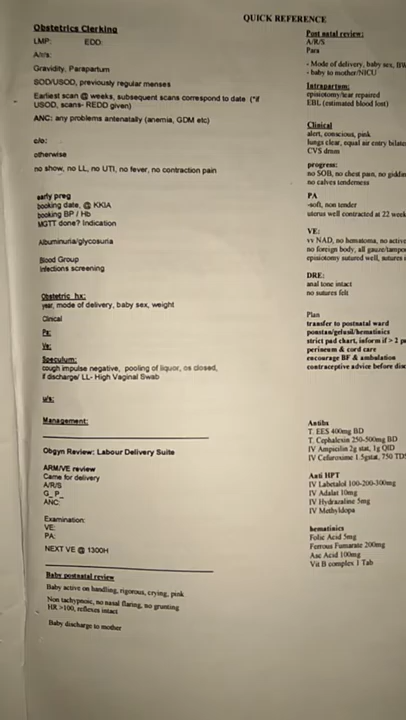 QUICK REFERENCE
Obstetrics Clerking
LMP: EDD:
A/r/s:
Gravidity, Parapartum
SOD/USOD, previously regular menses
Earliest scan @ weeks, subsequent scans correspond to date (*if
USOD, scans- REDD given)
ANC: any problems antenatally (anemia, GDM etc)
c/o:
otherwise
no show, no LL, no UTI, no fever, no contraction pain
early preg
booking date, @ KKIA
booking BP / Hb
MGTT done? Indication
Albuminuria/glycosuria
Blood Group
Infections screening
Obstetric hx:
year, mode of delivery, baby sex, weight
Clinical
Pa:
Ve:
Speculum:
cough impulse negative, pooling of liquor, os closed,
if discharge/ LL- High Vaginal Swab
u/s:
Management:
Obgyn Review: Labour Delivery Suite
ARM/VE review
Came for delivery
A/R/S
G_P_
ANC:
Examination:
VE:
PA:
NEXT VE @ 1300H
Baby postnatal review
Baby active on handling, rigorous, crying, pink
Non tachypnoic, no nasal flaring, no grunting
HR >100, reflexes intact
Baby discharge to mother
Post natal review:
A/R/S
Para
- Mode of delivery, baby sex, BW
- baby to mother/NICU
Intrapartum:
episiotomy/tear repaired
EBL (estimated blood lost)
Clinical
alert, conscious, pink
lungs clear, equal air entry
CVS drnm
progress:
no SOB, no chest pain, no
no calves tenderness
PA
-soft, non tender
uterus well contracted at 22
VE:
vv NAD, no hematoma, no
no foreign body, all
episiotomy sutured well,
DRE:
anal tone intact
no sutures felt
Plan
transfer to postnatal ward
ponstan/gelusil/hematinics
strict pad chart, inform if > 2
perineum & cord care
encourage BF & ambulation
contraceptive advice before
Antibx
T. EES 400mg BD
T. Cephalexin 250-500mg BD
IV Ampicilin 2g stat, 1g QID
IV Cefuroxime 1.5gstat, 750 TDS
Anti HPT
IV Labetalol 100-200-300mg
IV Adalat 10mg
IV Hydrazaline 5mg
IV Methyldopa
hematinics
Folic Acid 5mg
Ferrous Fumarate 200mg
Asc Acid 100mg
Vit B complex 1 Tab